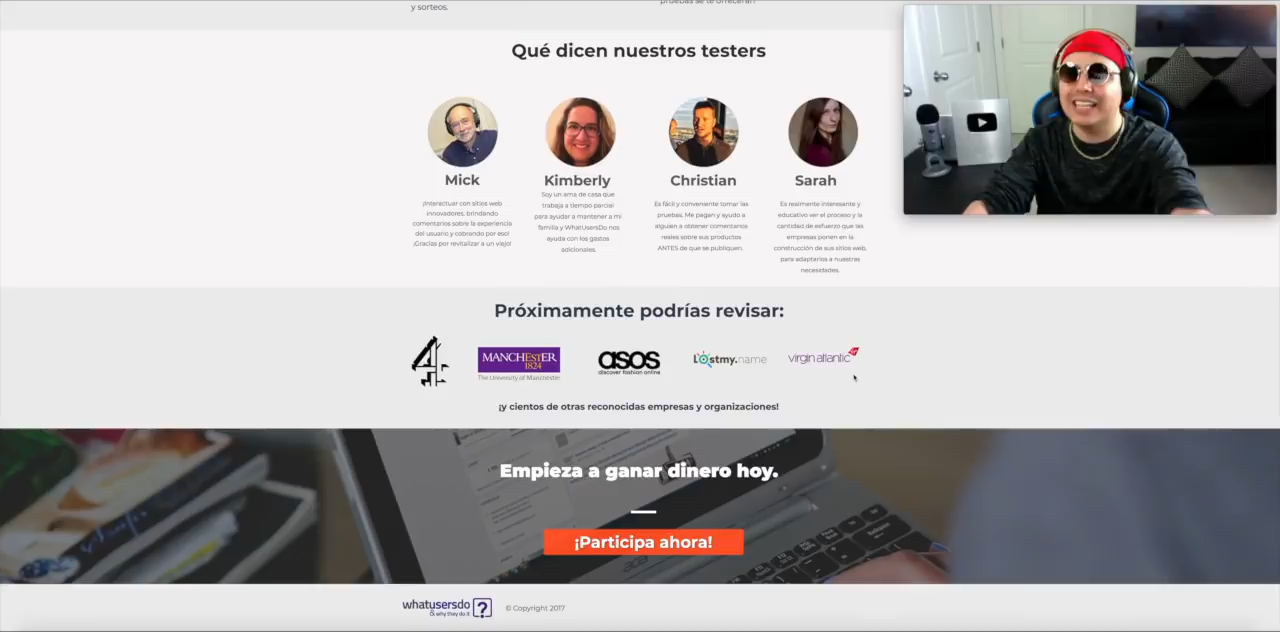 y sorteos.
pruebas se te ofrecerán!
Qué dicen nuestros testers
Mick
¡Interectuar con sitios web
innovadores, brindando
comentarios sobre la experiencia
del usuario y cobrando por eso!
¡Gracias por revitalizar a un viejo!
Kimberly
Soy un ama de casa que
trabaja a tiempo parcial
para ayudar a mantener a mi
familia y WhatUsersDo nos
ayuda con los gastos
adicionales.
Christian
Es fácil y conveniente tomar las
pruebas. Me pagan y ayudo a
alguien a obtener comentarios
reales sobre sus productos
ANTES de que se publiquen.
Sarah
Es realmente interesante y
educativo ver el proceso y la
cantidad de esfuerzo que las
empresas ponen en la
construcción de sus sitios web,
para adaptarlos a nuestras
necesidades.
Próximamente podrías revisar:
4
MANCHESTER
1824
The University of Manchester
asos
discover fashion online
Lostmy.name
virgin atlantic
¡y cientos de otras reconocidas empresas y organizaciones!
Empieza a ganar dinero hoy.
¡Participa ahora!
whatusersdo
& why they do it
?
© Copyright 2017